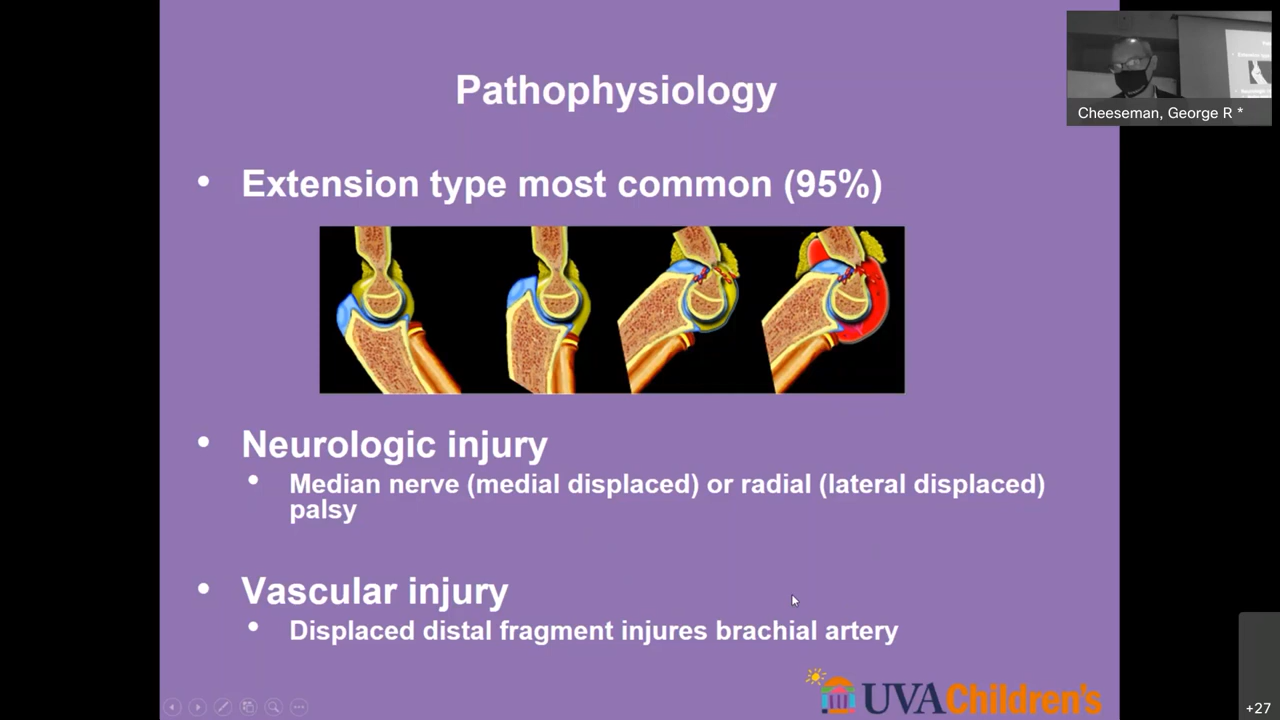 Pathophysiology
Cheeseman, George R *
• Extension type most common (95%)
• Neurologic injury
• Median nerve (medial displaced) or radial (lateral displaced)
palsy
• Vascular injury
• Displaced distal fragment injures brachial artery
UVA Children's
+27